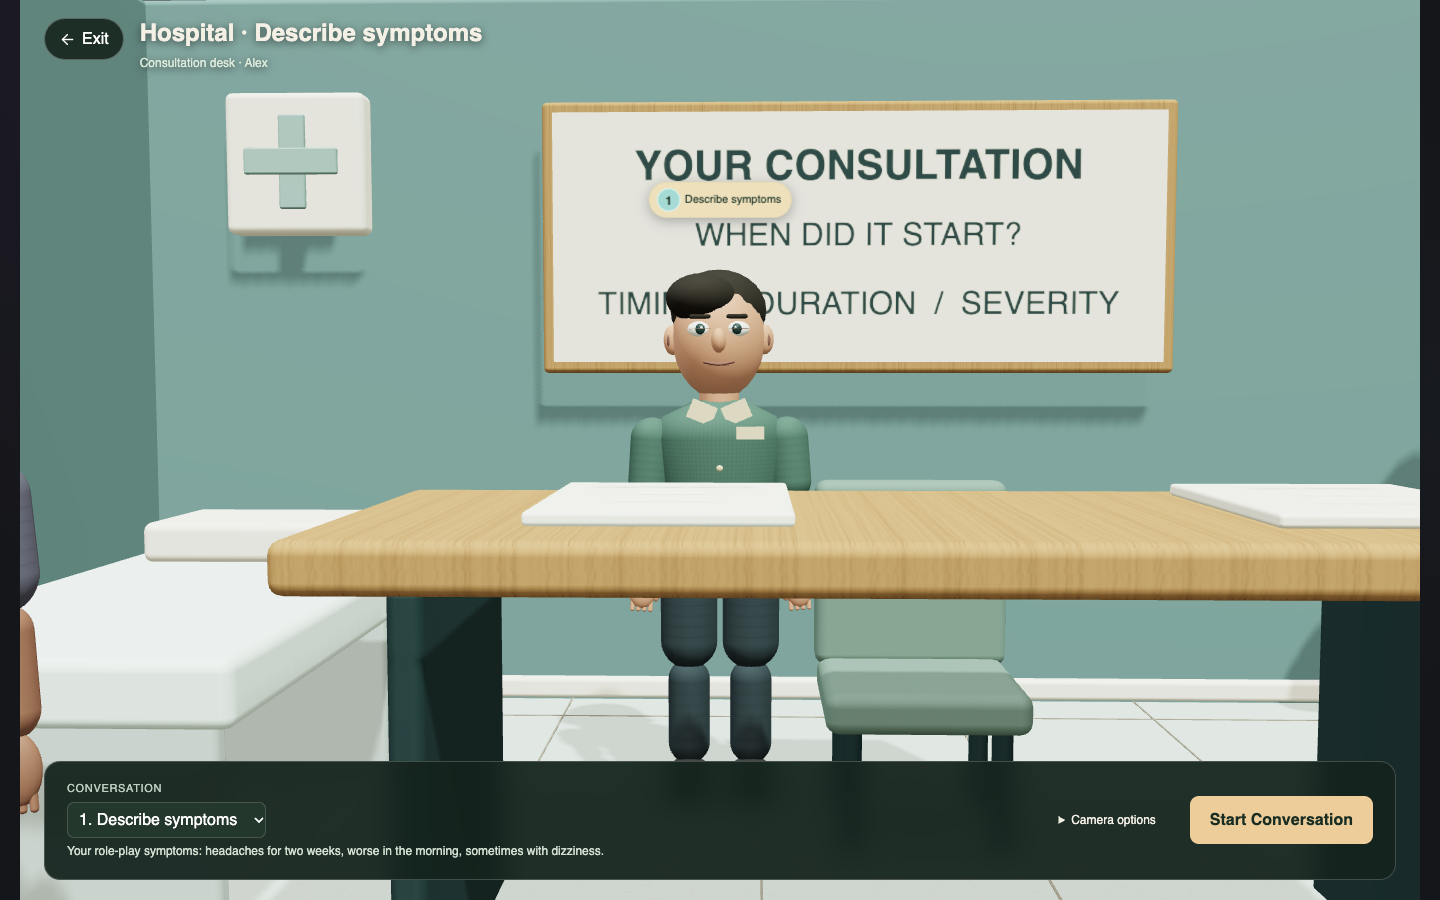 ← Exit
Hospital · Describe symptoms
Consultation desk · Alex
YOUR CONSULTATION
1 Describe symptoms
WHEN DID IT START?
DURATION / SEVERITY
CONVERSATION
1. Describe symptoms
Your role-play symptoms: headaches for two weeks, worse in the morning, sometimes with dizziness.
▶ Camera options
Start Conversation